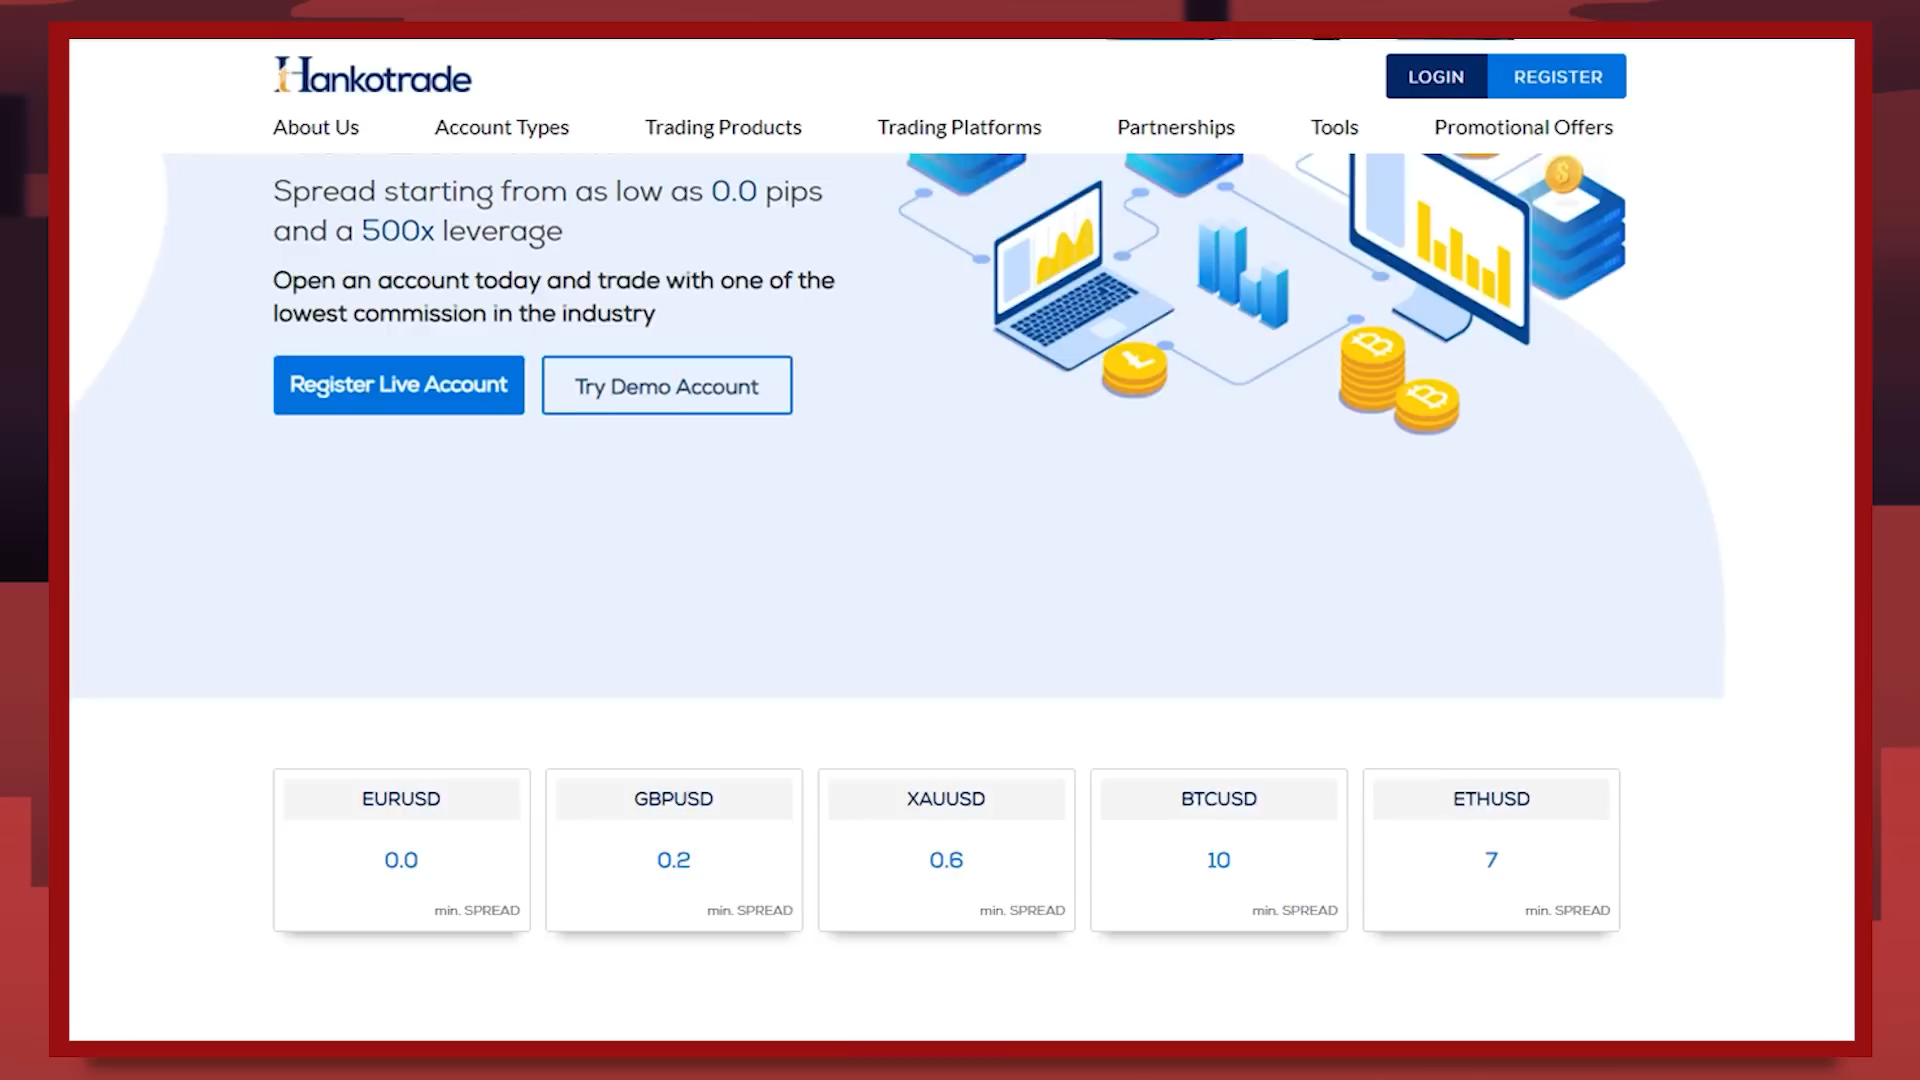 Hankotrade
LOGIN
REGISTER
About Us
Account Types
Trading Products
Trading Platforms
Partnerships
Tools
Promotional Offers
Spread starting from as low as 0.0 pips
and a 500x leverage
Open an account today and trade with one of the
lowest commission in the industry
Register Live Account
Try Demo Account
EURUSD
0.0
min. SPREAD
GBPUSD
0.2
min. SPREAD
XAUUSD
0.6
min. SPREAD
BTCUSD
10
min. SPREAD
ETHUSD
7
min. SPREAD